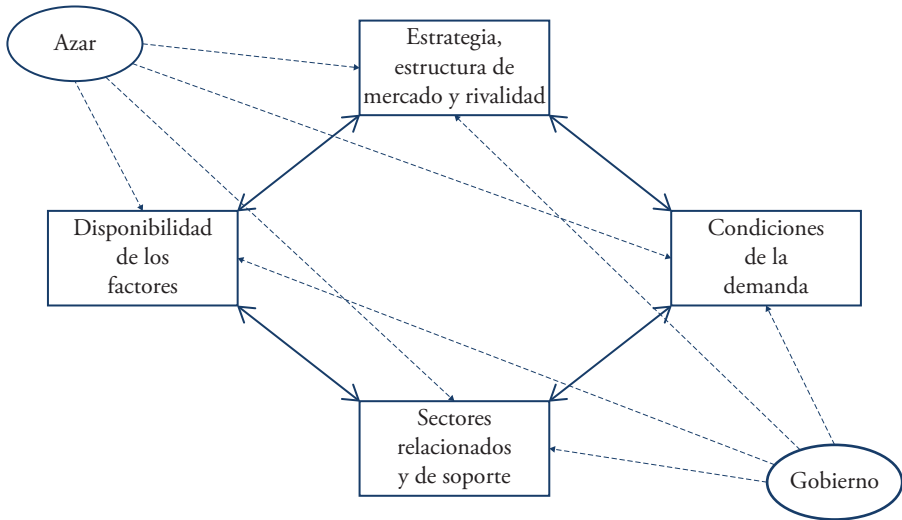 Azar
Estrategia,
estructura de
mercado y rivalidad
Disponibilidad
de los
factores
Condiciones
de la
demanda
Sectores
relacionados
y de soporte
Gobierno